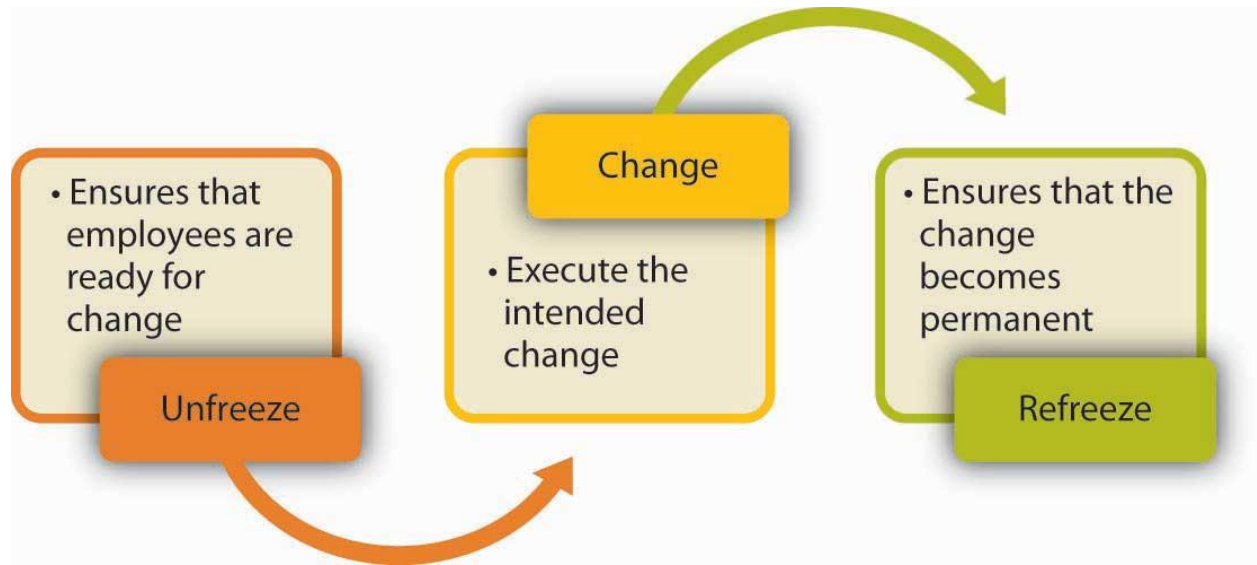 • Ensures that
employees are
ready for
change
Unfreeze
Change
• Execute the
intended
change
• Ensures that the
change
becomes
permanent
Refreeze